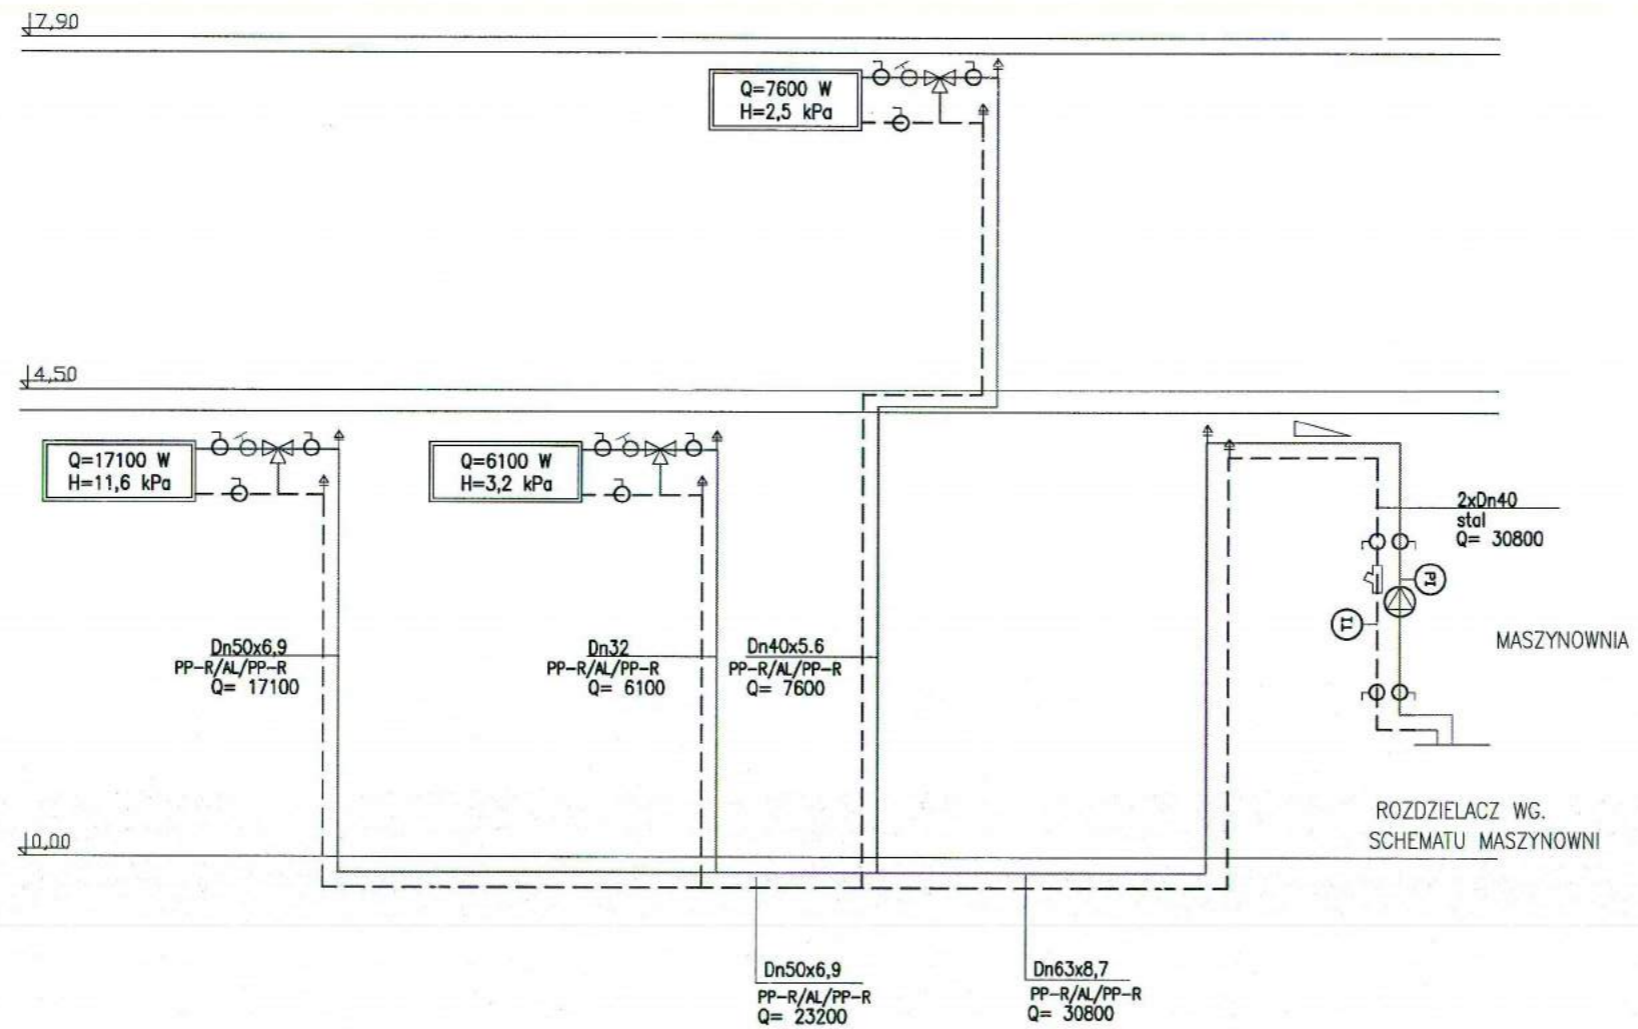 7,90
Q=7600 W
H=2,5 kPa
4,50
Q=17100 W
H=11,6 kPa
Q=6100 W
H=3,2 kPa
2xDn40
stal
Q= 30800
PI
MASZYNOWNIA
Dn50x6,9
PP-R/AL/PP-R
Q= 17100
Dn32
PP-R/AL/PP-R
Q= 6100
Dn40x5.6
PP-R/AL/PP-R
Q= 7600
ROZDZIELACZ WG.
SCHEMATU MASZYNOWNI
0,00
Dn50x6,9
PP-R/AL/PP-R
Q= 23200
Dn63x8,7
PP-R/AL/PP-R
Q= 30800